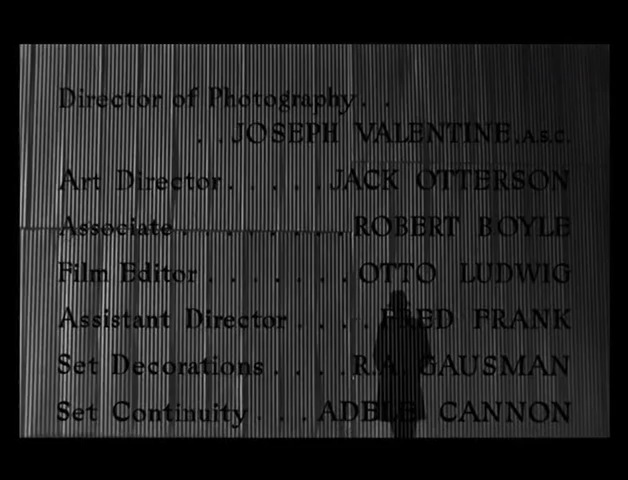 Director of Photography . .
. . JOSEPH VALENTINE, A.S.C.
Art Director . . . . . JACK OTTERSON
Associate . . . . . . . . ROBERT BOYLE
Film Editor . . . . . . . OTTO LUDWIG
Assistant Director . . . . FRED FRANK
Set Decorations . . . . R.A. GAUSMAN
Set Continuity . . . ADELE CANNON